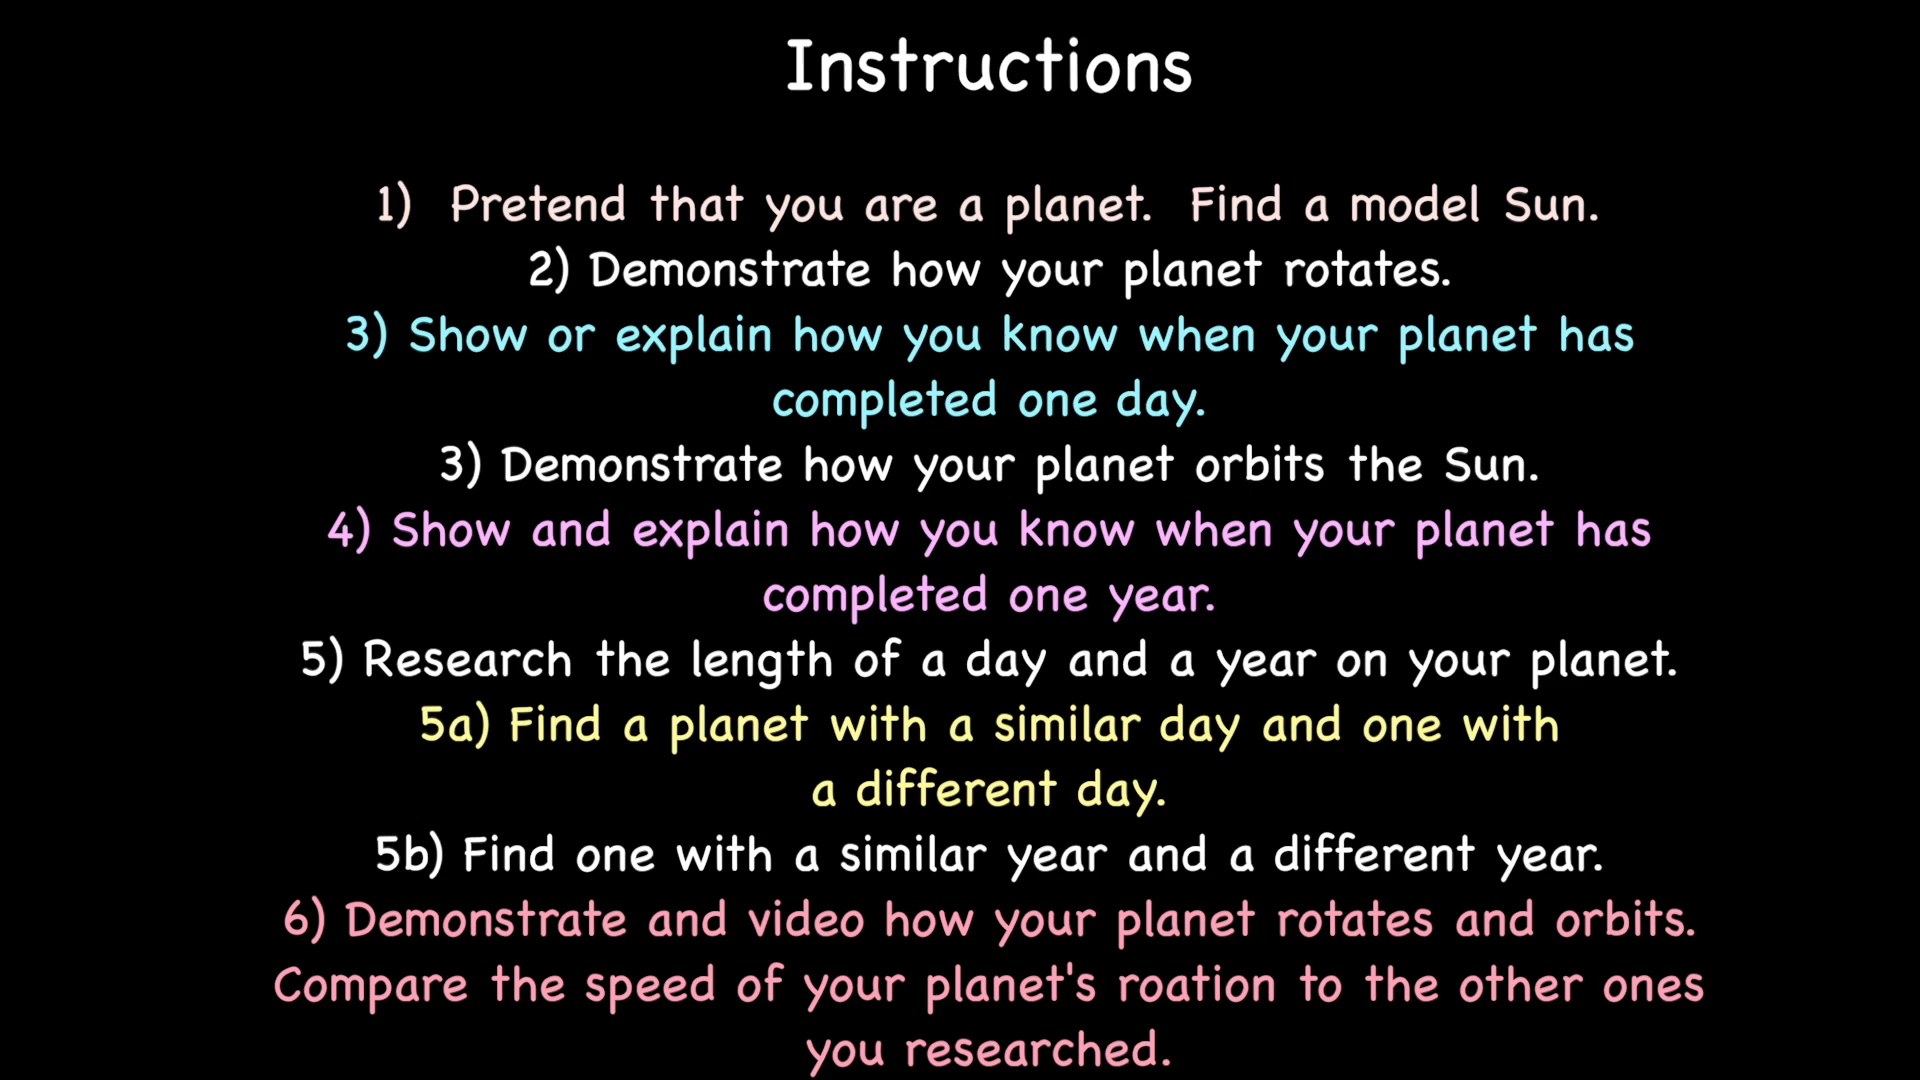 Instructions
1) Pretend that you are a planet. Find a model Sun.
2) Demonstrate how your planet rotates.
3) Show or explain how you know when your planet has
completed one day.
3) Demonstrate how your planet orbits the Sun.
4) Show and explain how you know when your planet has
completed one year.
5) Research the length of a day and a year on your planet.
5a) Find a planet with a similar day and one with
a different day.
5b) Find one with a similar year and a different year.
6) Demonstrate and video how your planet rotates and orbits.
Compare the speed of your planet's roation to the other ones
you researched.